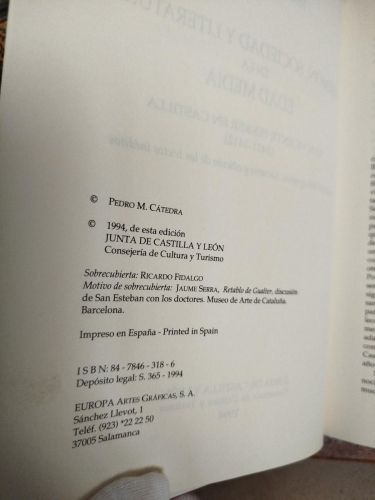 © PEDRO M. CÁTEDRA
© 1994, de esta edición
JUNTA DE CASTILLA Y LEÓN
Consejería de Cultura y Turismo
Sobrecubierta: RICARDO FIDALGO
Motivo de sobrecubierta: JAUME SERRA, Retablo de Gualter, discusión
de San Esteban con los doctores. Museo de Arte de Cataluña.
Barcelona.
Impreso en España - Printed in Spain
I S B N: 84 - 7846 - 318 - 6
Depósito legal: S. 365 - 1994
EUROPA ARTES GRÁFICAS, S. A.
Sánchez Llevot, 1
Teléf. (923) *22 22 50
37005 Salamanca